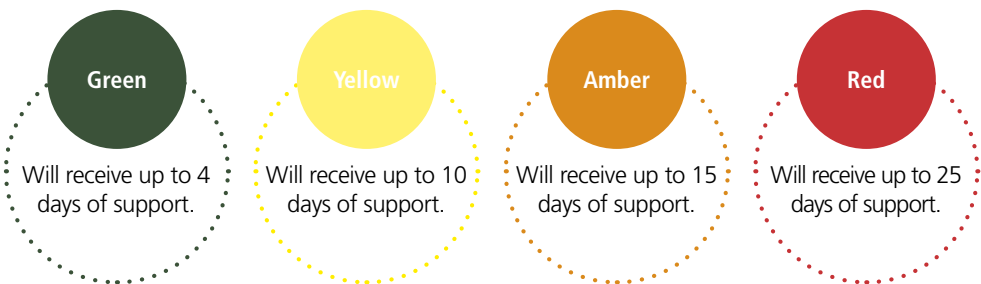 Green
Will receive up to 4
days of support.
Yellow
Will receive up to 10
days of support.
Amber
Will receive up to 15
days of support.
Red
Will receive up to 25
days of support.